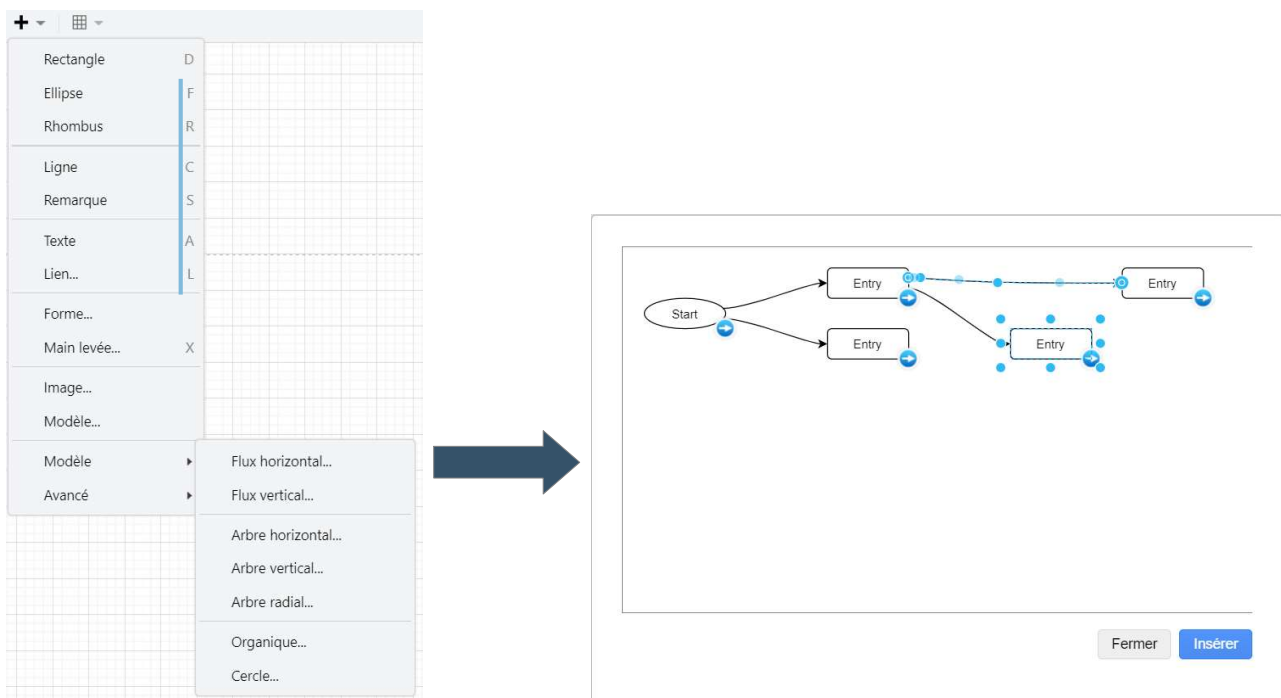 Rectangle D
Ellipse F
Rhombus R
Ligne C
Remarque S
Texte A
Lien... L
Forme...
Main levée... X
Image...
Modèle...
Modèle
Avancé
Flux horizontal...
Flux vertical...
Arbre horizontal...
Arbre vertical...
Arbre radial...
Organique...
Cercle...
Entry Entry
Start
Entry Entry
Fermer Insérer